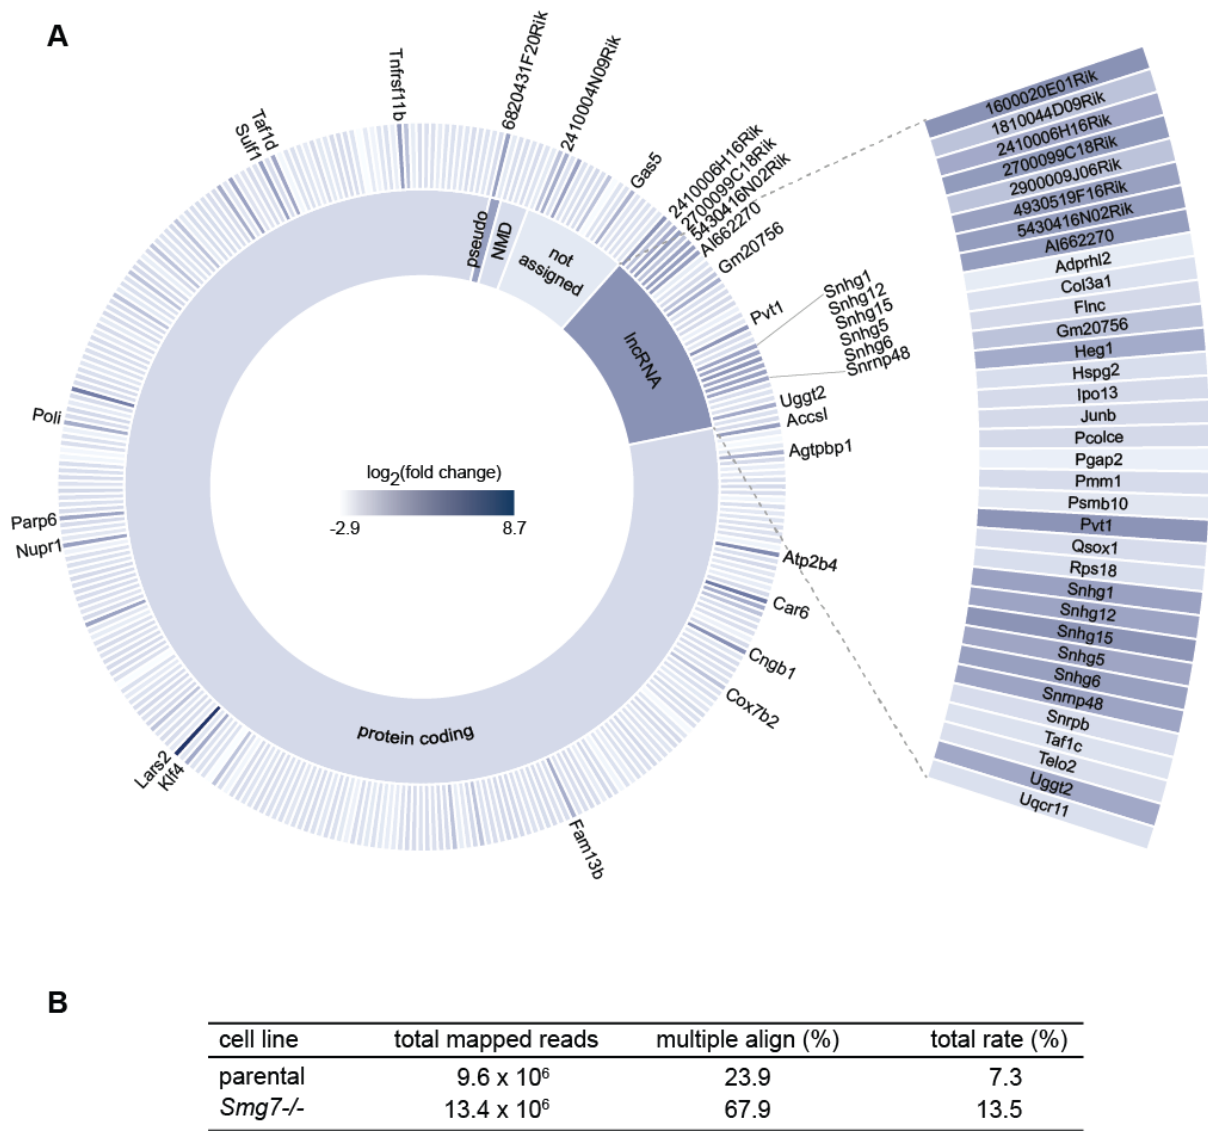 A
Tnfrsf11b
6820431F20Rik
2410004N09Rik
Taf1d
Sulf1
Gas5
2410006H16Rik
2700099C18Rik
5430416N02Rik
AI662270
Gm20756
Pvt1
Snhg1
Snhg12
Snhg15
Snhg5
Snhg6
Snrnp48
Uggt2
Accsl
Agtpbp1
Atp2b4
Car6
Cngb1
Cox7b2
Fam13b
Klf4
Lars2
Nupr1
Parp6
Poli
pseudo
NMD
not
assigned
lncRNA
protein coding
log2(fold change)
-2.9 8.7
1600020E01Rik
1810044D09Rik
2410006H16Rik
2700099C18Rik
2900009J06Rik
4930519F16Rik
5430416N02Rik
AI662270
Adprhl2
Col3a1
Flnc
Gm20756
Heg1
Hspg2
Ipo13
Junb
Pcolce
Pgap2
Pmm1
Psmb10
Pvt1
Qsox1
Rps18
Snhg1
Snhg12
Snhg15
Snhg5
Snhg6
Snrnp48
Snrpb
Taf1c
Telo2
Uggt2
Uqcr11
B
cell line total mapped reads multiple align (%) total rate (%)
parental 9.6 x 10⁶ 23.9 7.3
Smg7-/- 13.4 x 10⁶ 67.9 13.5